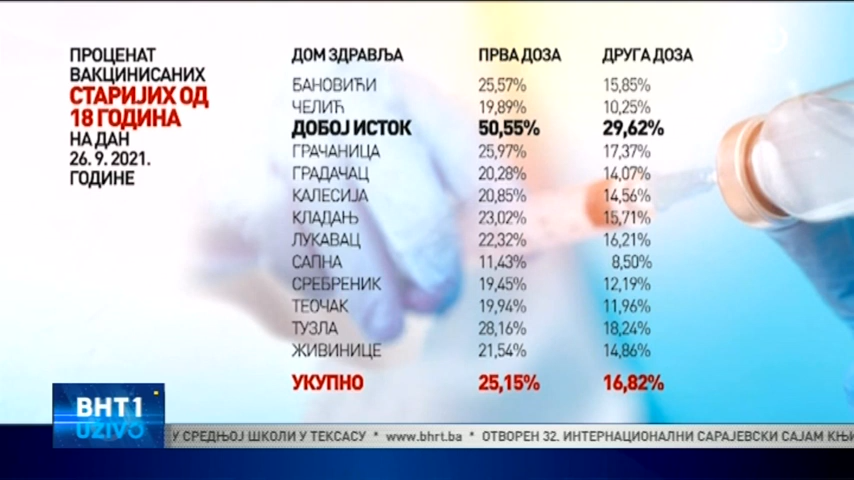 ПРОЦЕНАТ
ВАКЦИНИСАНИХ
СТАРИЈИХ ОД
18 ГОДИНА
НА ДАН
26. 9. 2021.
ГОДИНЕ
ДОМ ЗДРАВЉА ПРВА ДОЗА ДРУГА ДОЗА
БАНОВИЋИ 25,57% 15,85%
ЧЕЛИЋ 19,89% 10,25%
ДОБОЈ ИСТОК 50,55% 29,62%
ГРАЧАНИЦА 25,97% 17,37%
ГРАДАЧАЦ 20,28% 14,07%
КАЛЕСИЈА 20,85% 14,56%
КЛАДАЊ 23,02% 15,71%
ЛУКАВАЦ 22,32% 16,21%
САПНА 11,43% 8,50%
СРЕБРЕНИК 19,45% 12,19%
ТЕОЧАК 19,94% 11,96%
ТУЗЛА 28,16% 18,24%
ЖИВИНИЦЕ 21,54% 14,86%
УКУПНО 25,15% 16,82%
BHT1
UŽIVO
У СРЕДЊОЈ ШКОЛИ У ТЕКСАСУ * www.bhrt.ba * ОТВОРЕН 32. ИНТЕРНАЦИОНАЛНИ САРАЈЕВСКИ САЈАМ КЊИ